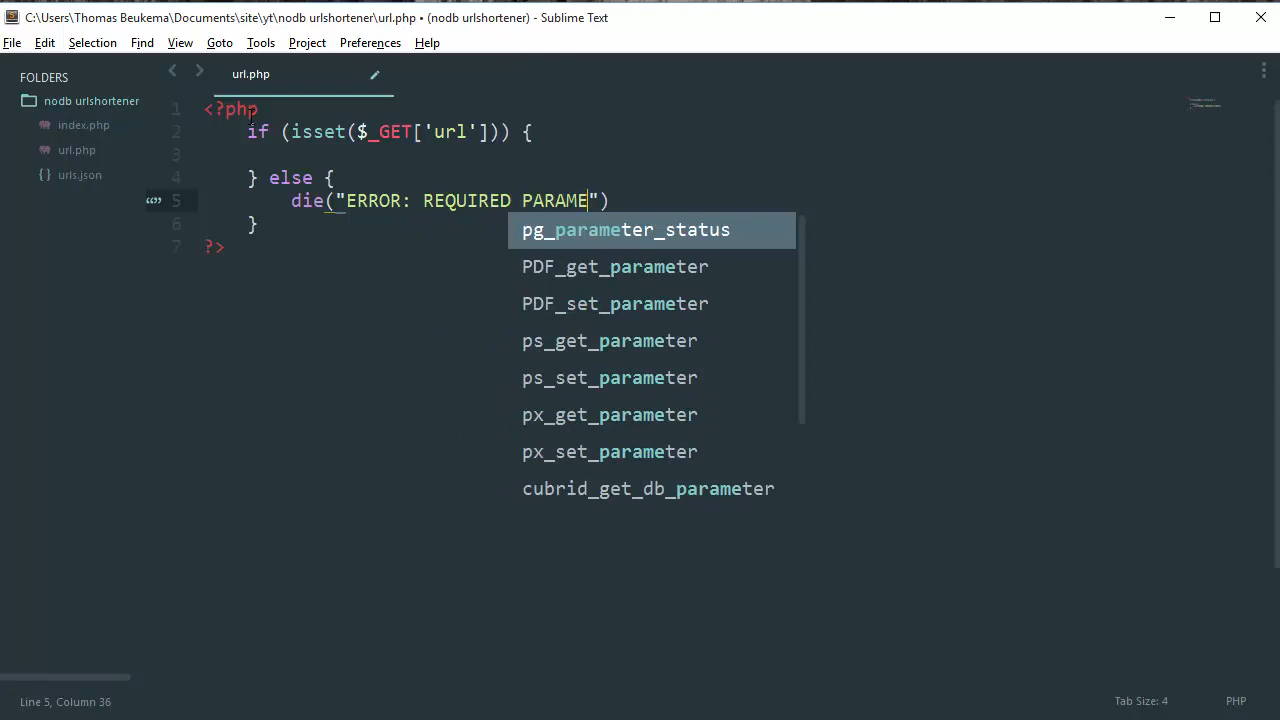 C:\Users\Thomas Beukema\Documents\site\yt\nodb urlshortener\url.php • (nodb urlshortener) - Sublime Text
File Edit Selection Find View Goto Tools Project Preferences Help
FOLDERS
nodb urlshortener
index.php
url.php
urls.json
url.php
1 <?php
2 if (isset($_GET['url'])) {
3
4 } else {
5 die("ERROR: REQUIRED PARAME")
6 }
7 ?>
pg_parameter_status
PDF_get_parameter
PDF_set_parameter
ps_get_parameter
ps_set_parameter
px_get_parameter
px_set_parameter
cubrid_get_db_parameter
Line 5, Column 36
Tab Size: 4
PHP